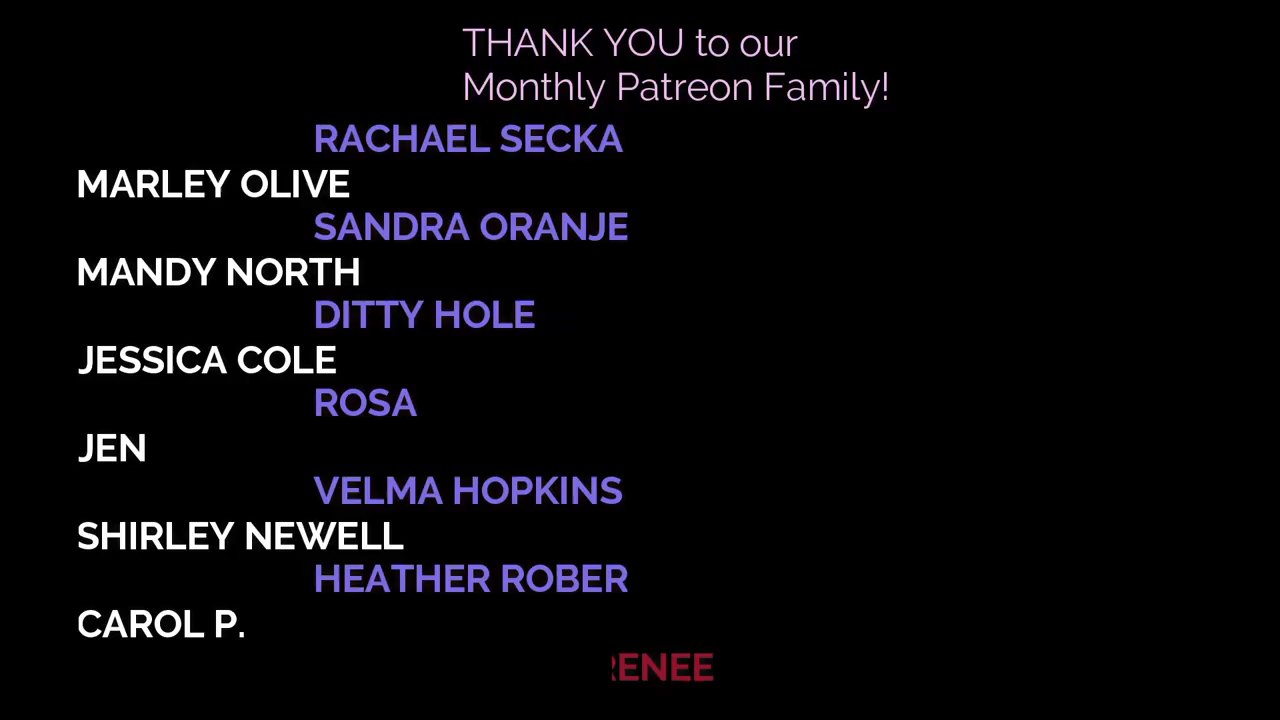 THANK YOU to our
Monthly Patreon Family!
RACHAEL SECKA
MARLEY OLIVE
SANDRA ORANJE
MANDY NORTH
DITTY HOLE
JESSICA COLE
ROSA
JEN
VELMA HOPKINS
SHIRLEY NEWELL
HEATHER ROBER
CAROL P.
RENEE